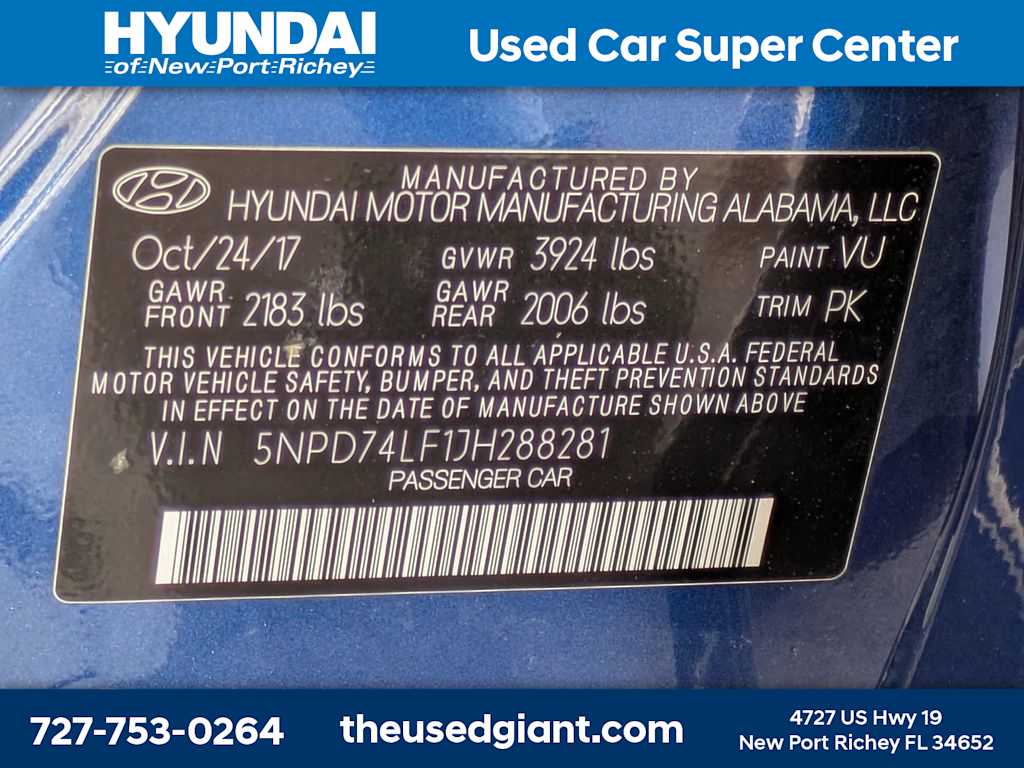 HYUNDAI
of New Port Richey
Used Car Super Center
MANUFACTURED BY
HYUNDAI MOTOR MANUFACTURING ALABAMA, LLC
Oct/24/17 GVWR 3924 lbs PAINT VU
GAWR FRONT 2183 lbs GAWR REAR 2006 lbs TRIM PK
THIS VEHICLE CONFORMS TO ALL APPLICABLE U.S.A. FEDERAL
MOTOR VEHICLE SAFETY, BUMPER, AND THEFT PREVENTION STANDARDS
IN EFFECT ON THE DATE OF MANUFACTURE SHOWN ABOVE
V.I.N 5NPD74LF1JH288281
PASSENGER CAR
727-753-0264
theusedgiant.com
4727 US Hwy 19
New Port Richey FL 34652